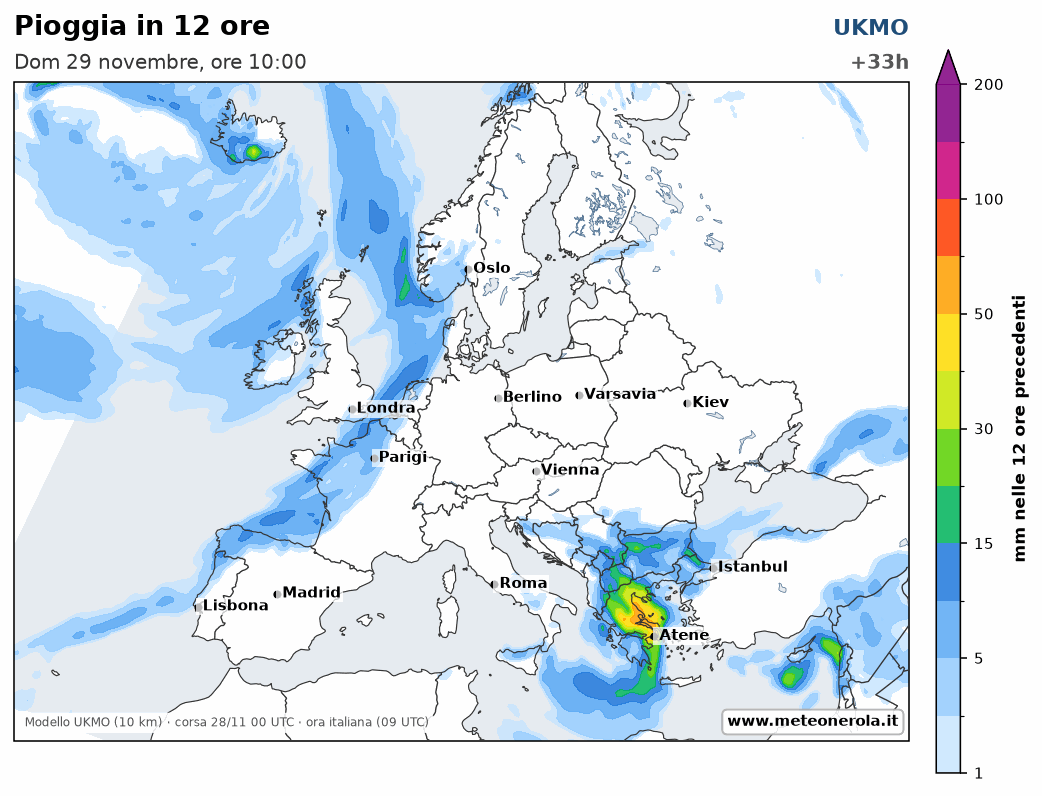 Pioggia in 12 ore
UKMO
Dom 29 novembre, ore 10:00
+33h
200
100
50
30
15
5
1
mm nelle 12 ore precedenti
Oslo
Berlino
Varsavia
Kiev
Londra
Parigi
Vienna
Istanbul
Roma
Madrid
Lisbona
Atene
Modello UKMO (10 km) · corsa 28/11 00 UTC · ora italiana (09 UTC)
www.meteonerola.it